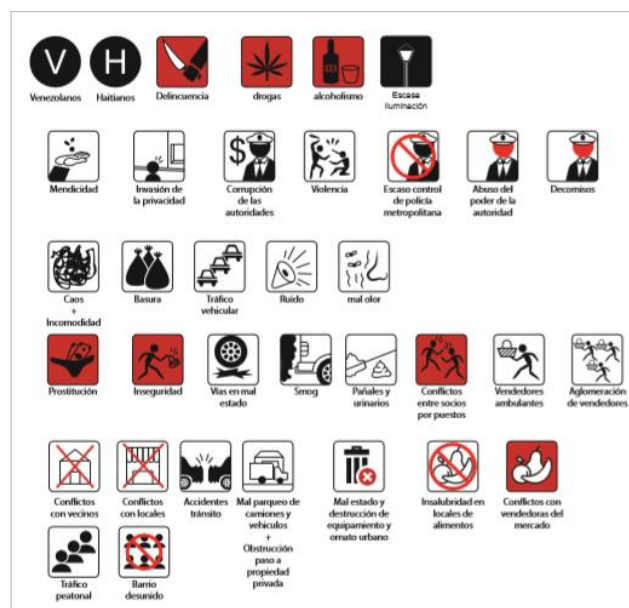 V
H
XXX
Venezolanos
Haitianos
Delincuencia
drogas
alcoholismo
Escasa
iluminación
$
Mendicidad
Invasión de
la privacidad
Corrupción
de las
autoridades
Violencia
Escaso control
de policía
metropolitana
Abuso del
poder de la
autoridad
Decomisos
Caos
+
Incomodidad
Basura
Tráfico
vehicular
Ruido
mal olor
Prostitución
Inseguridad
Vías en mal
estado
Smog
Pañales y
urinarios
Conflictos
entre socios
por puestos
Vendedores
ambulantes
Aglomeración
de vendedores
Conflictos
con vecinos
Conflictos
con locales
Accidentes
tránsito
Mal parqueo de
camiones y
vehiculos
+
Obstrucción
paso a
propiedad
privada
Mal estado y
destrucción de
equipamiento y
ornato urbano
Insalubridad en
locales de
alimentos
Conflictos con
vendedoras del
mercado
Tráfico
peatonal
Barrio
desunido